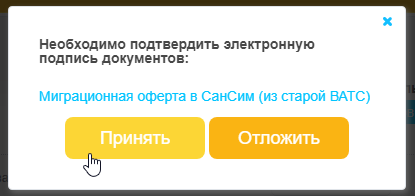 Необходимо подтвердить электронную
подпись документов:
Миграционная оферта в СанСим (из старой ВАТС)
Принять Отложить